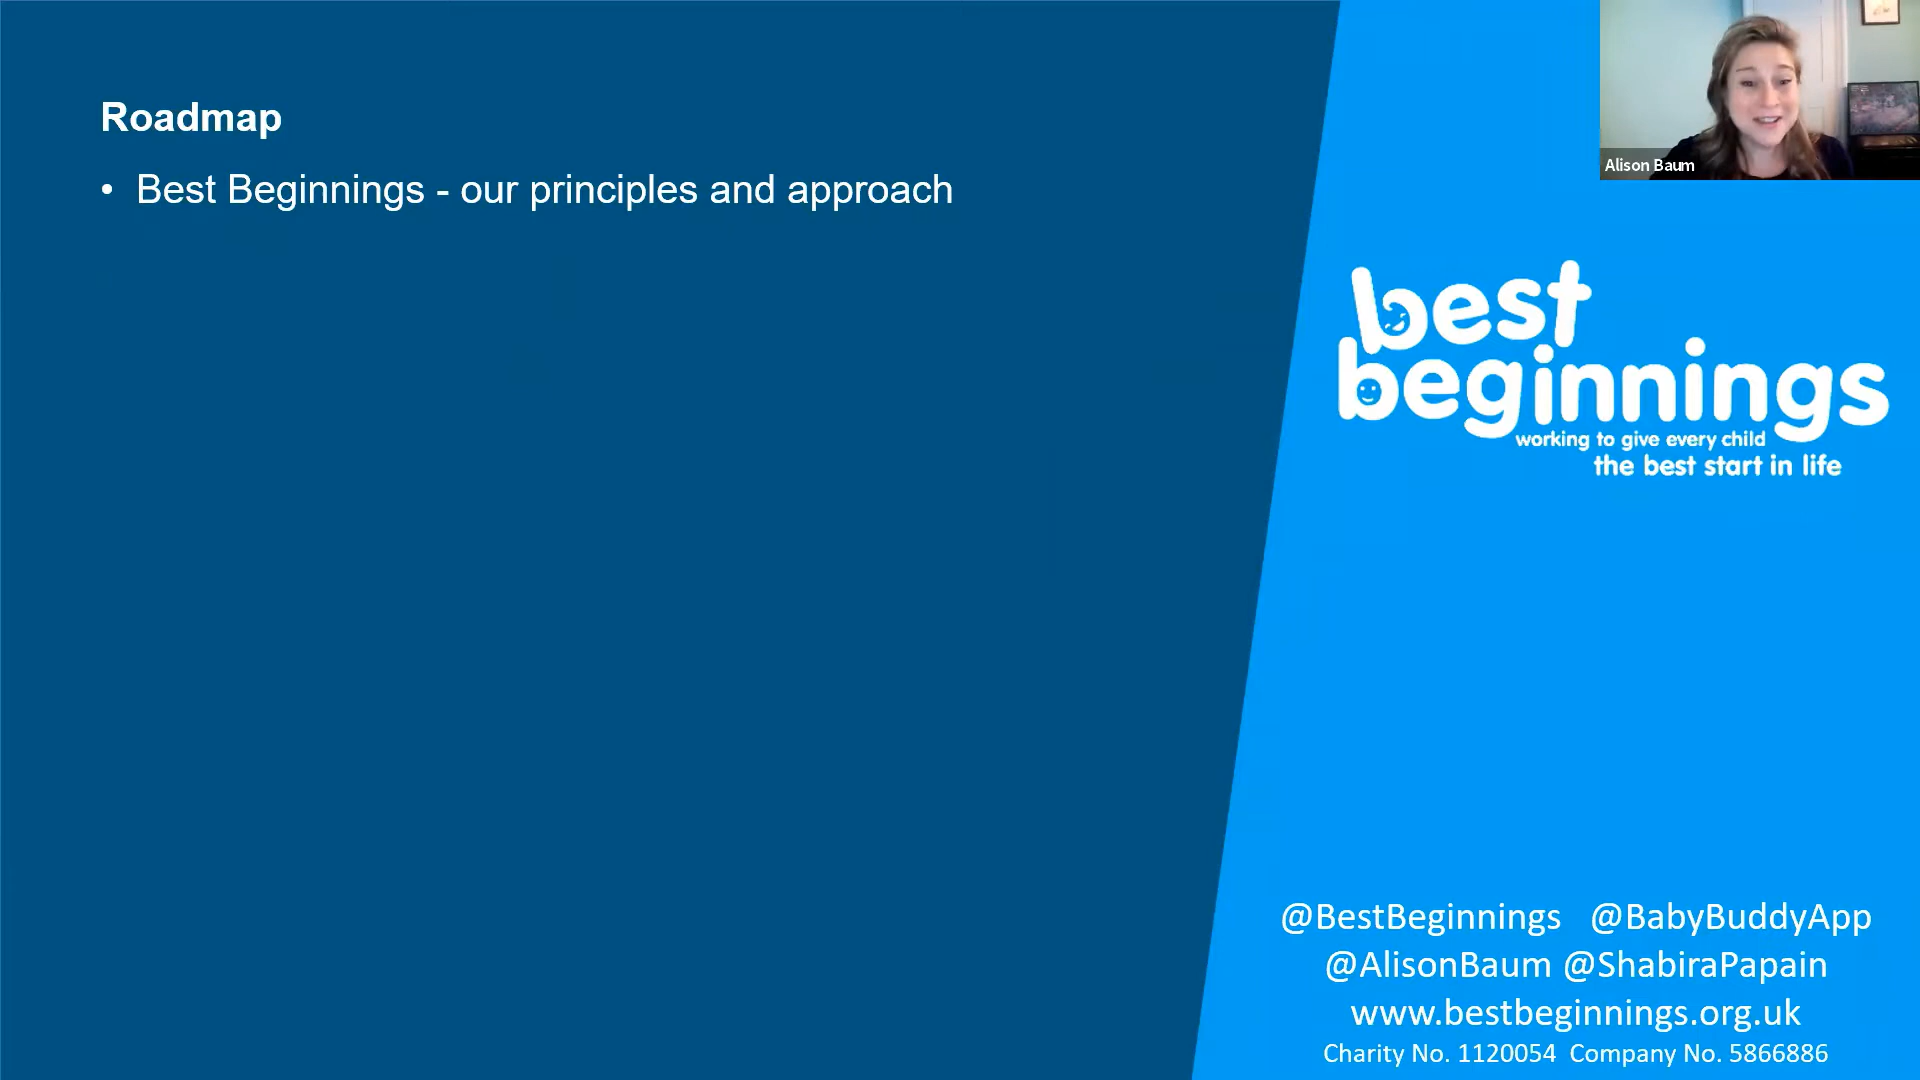 Roadmap
• Best Beginnings - our principles and approach
Alison Baum
best
beginnings
working to give every child
the best start in life
@BestBeginnings @BabyBuddyApp
@AlisonBaum @ShabiraPapain
www.bestbeginnings.org.uk
Charity No. 1120054 Company No. 5866886